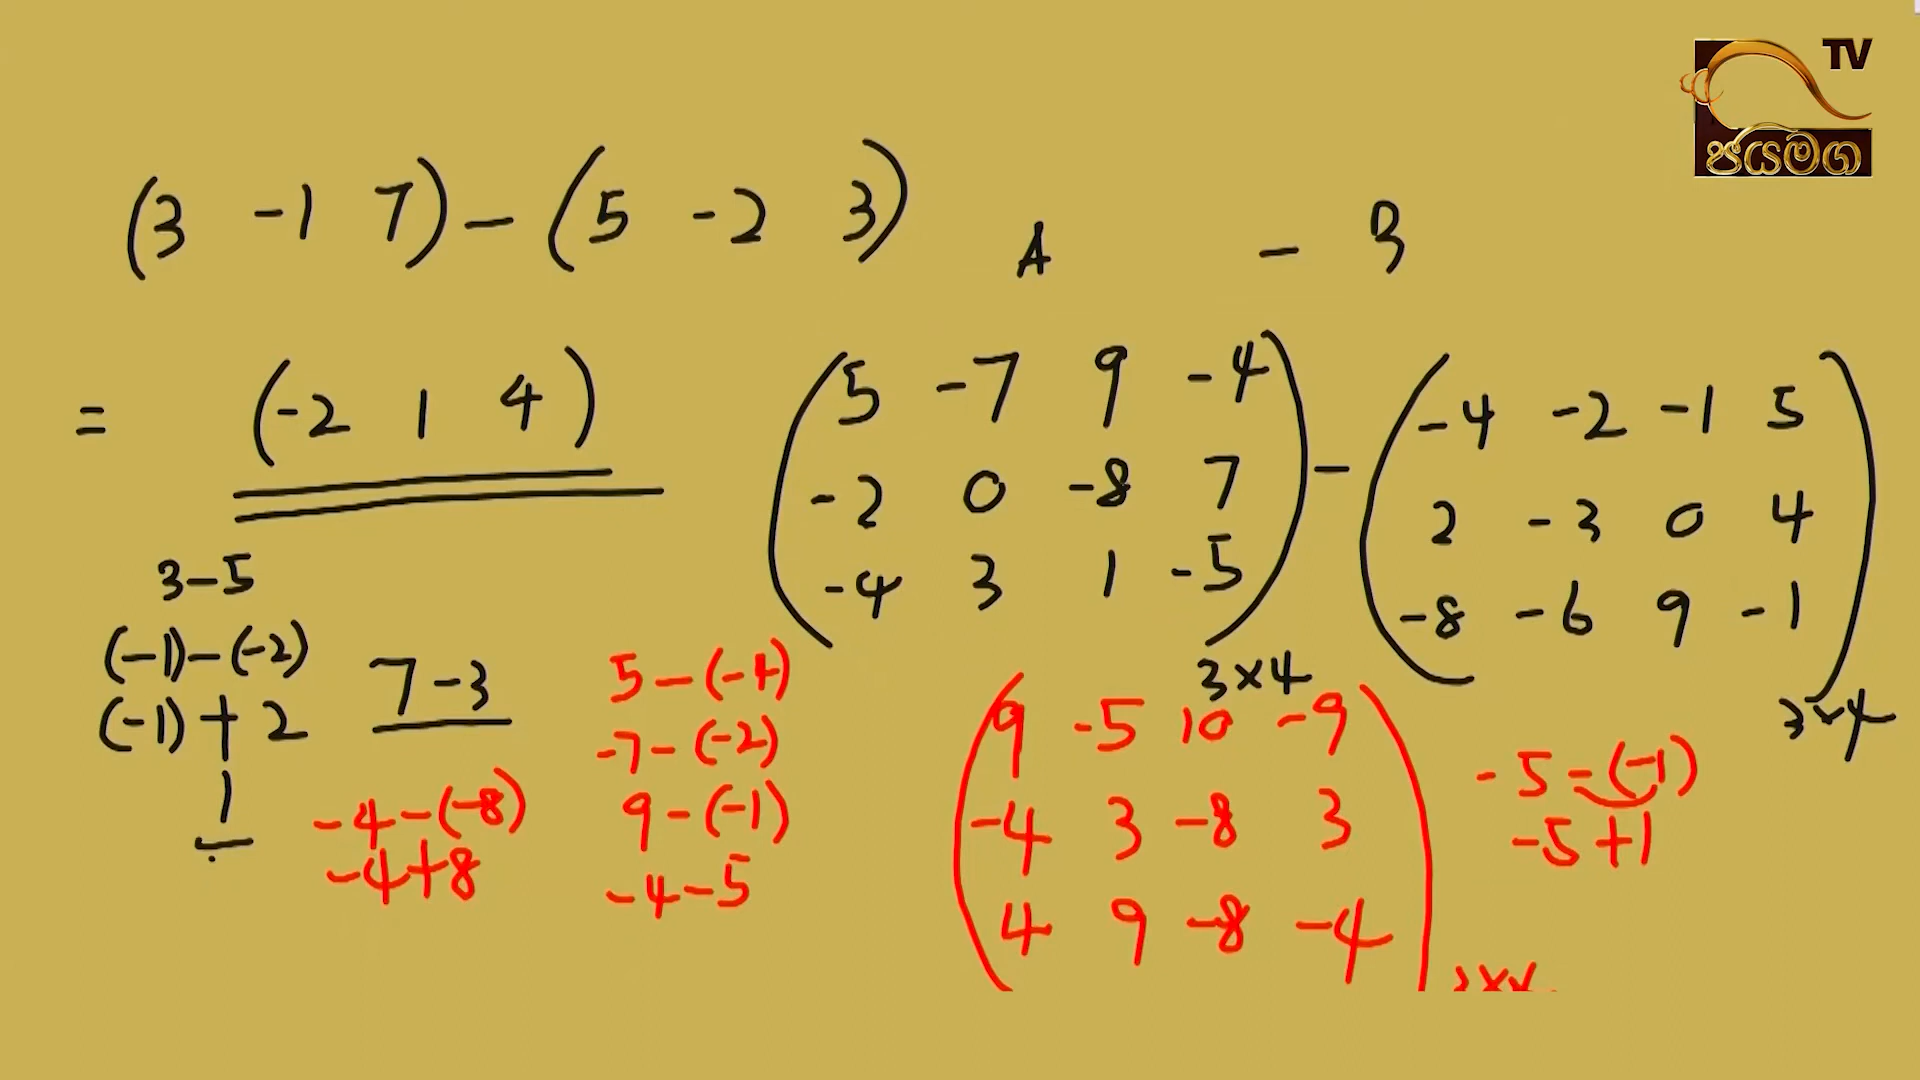 TV
ජයමග
(3 -1 7) - (5 -2 3)
= (-2 1 4)
3-5
(-1)-(-2)
(-1)+2
1
7-3
A - B
(5 -7 9 -4
-2 0 -8 7
-4 3 1 -5) 3×4
-
(-4 -2 -1 5
2 -3 0 4
-8 -6 9 -1) 3×4
-4-(-8)
-4+8
5-(-4)
-7-(-2)
9-(-1)
-4-5
(9 -5 10 -9
-4 3 -8 3
4 9 -8 -4)
-5-(-1)
-5+1